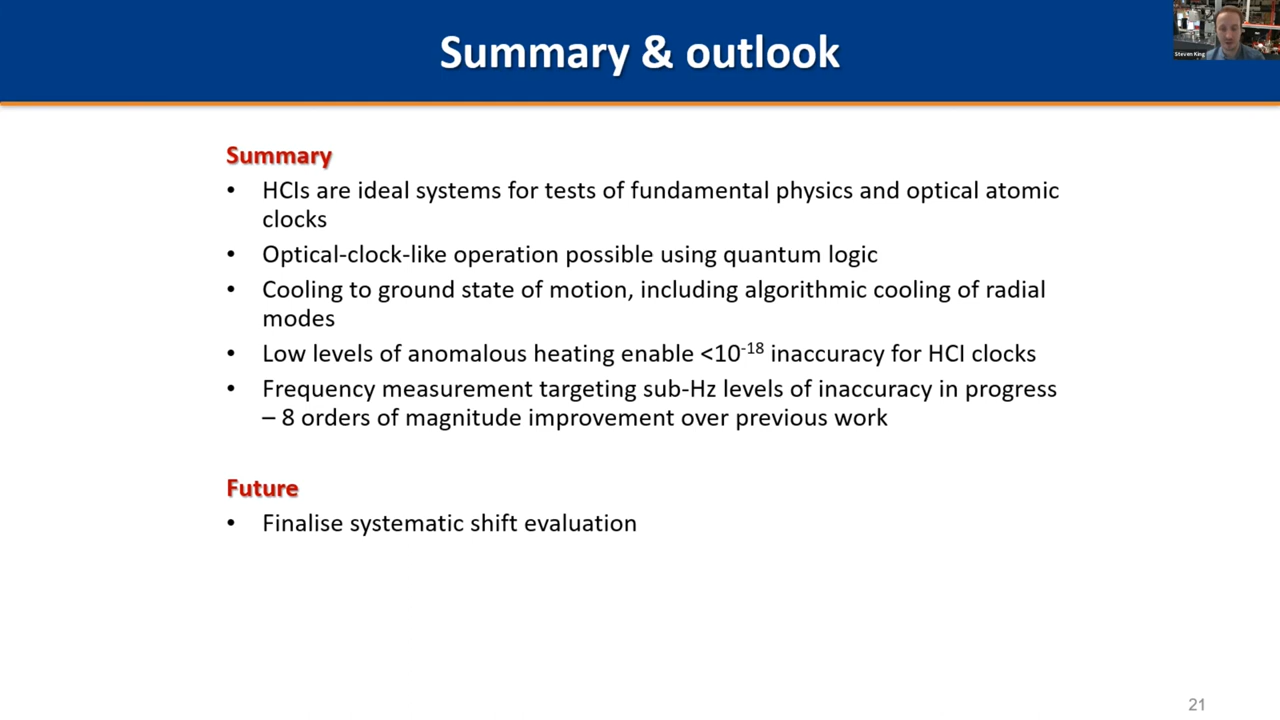 Summary & outlook
Steven King
Summary
• HCIs are ideal systems for tests of fundamental physics and optical atomic
clocks
• Optical-clock-like operation possible using quantum logic
• Cooling to ground state of motion, including algorithmic cooling of radial
modes
• Low levels of anomalous heating enable <10⁻¹⁸ inaccuracy for HCI clocks
• Frequency measurement targeting sub-Hz levels of inaccuracy in progress
– 8 orders of magnitude improvement over previous work
Future
• Finalise systematic shift evaluation
21